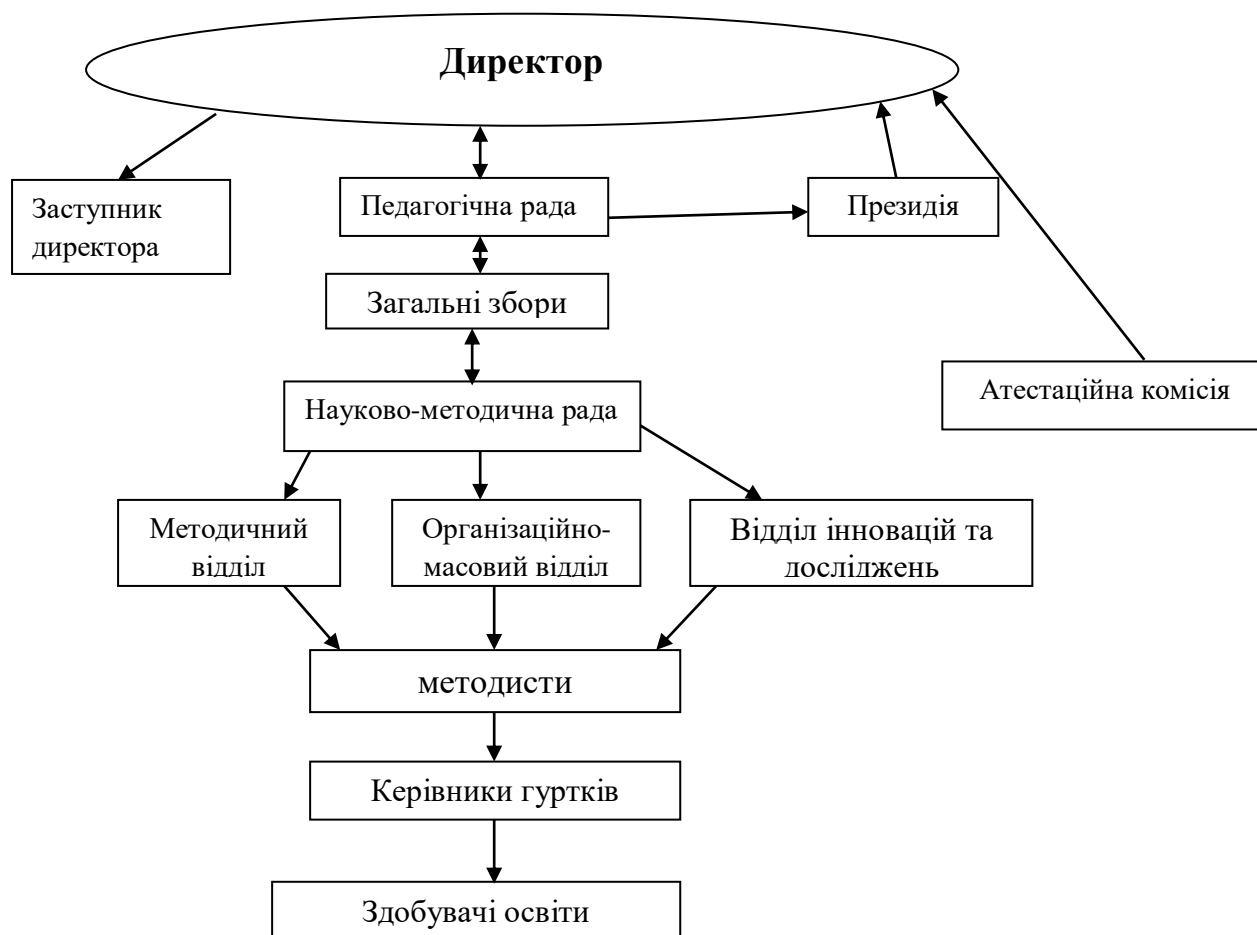 Директор
Заступник
директора
Педагогічна рада
Президія
Загальні збори
Атестаційна комісія
Науково-методична рада
Методичний
відділ
Організаційно-
масовий відділ
Відділ інновацій та
досліджень
методисти
Керівники гуртків
Здобувачі освіти